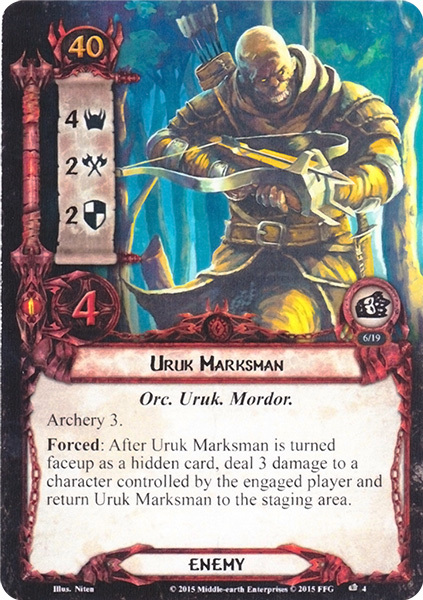 40
4
2
2
4
6/19
URUK MARKSMAN
Orc. Uruk. Mordor.
Archery 3.
Forced: After Uruk Marksman is turned
faceup as a hidden card, deal 3 damage to a
character controlled by the engaged player and
return Uruk Marksman to the staging area.
ENEMY
Illus. Niten © 2015 Middle-earth Enterprises © 2015 FFG 4